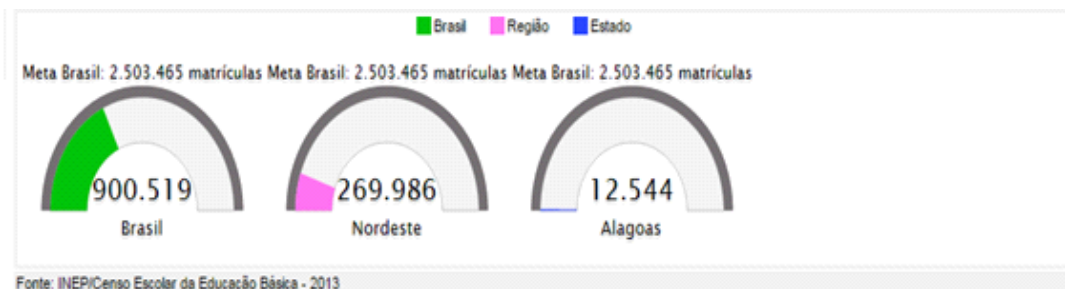 Brasil Região Estado
Meta Brasil: 2.503.465 matrículas Meta Brasil: 2.503.465 matrículas Meta Brasil: 2.503.465 matrículas
900.519 269.986 12.544
Brasil Nordeste Alagoas
Fonte: INEP/Censo Escolar da Educação Básica - 2013